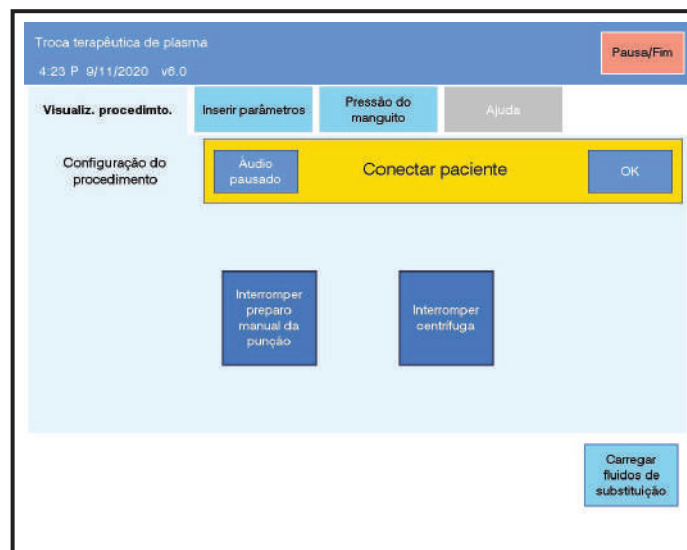 Troca terapêutica de plasma
Pausa/Fim
4:23 P 9/11/2020 v6.0
Visualiz. procedimto.
Inserir parâmetros
Pressão do
manguito
Ajuda
Configuração do
procedimento
Áudio
pausado
Conectar paciente
OK
Interromper
preparo
manual da
punção
Interromper
centrífuga
Carregar
fluidos de
substituição